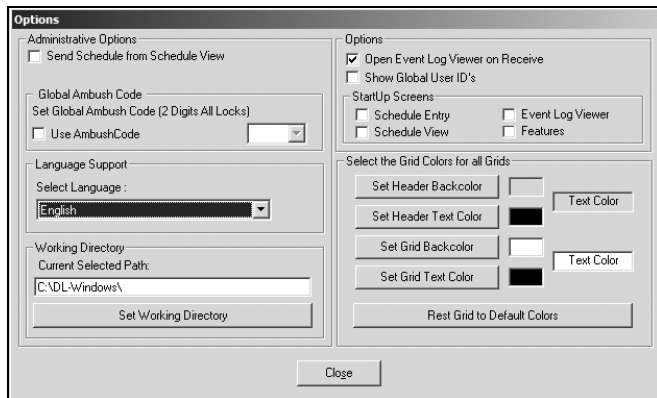 Options
Administrative Options
Send Schedule from Schedule View
Global Ambush Code
Set Global Ambush Code (2 Digits All Locks)
Use AmbushCode
Language Support
Select Language :
English
Working Directory
Current Selected Path:
C:\DL-Windows\
Set Working Directory
Options
Open Event Log Viewer on Receive
Show Global User ID's
StartUp Screens
Schedule Entry
Event Log Viewer
Schedule View
Features
Select the Grid Colors for all Grids
Set Header Backcolor
Text Color
Set Header Text Color
Set Grid Backcolor
Text Color
Set Grid Text Color
Rest Grid to Default Colors
Close